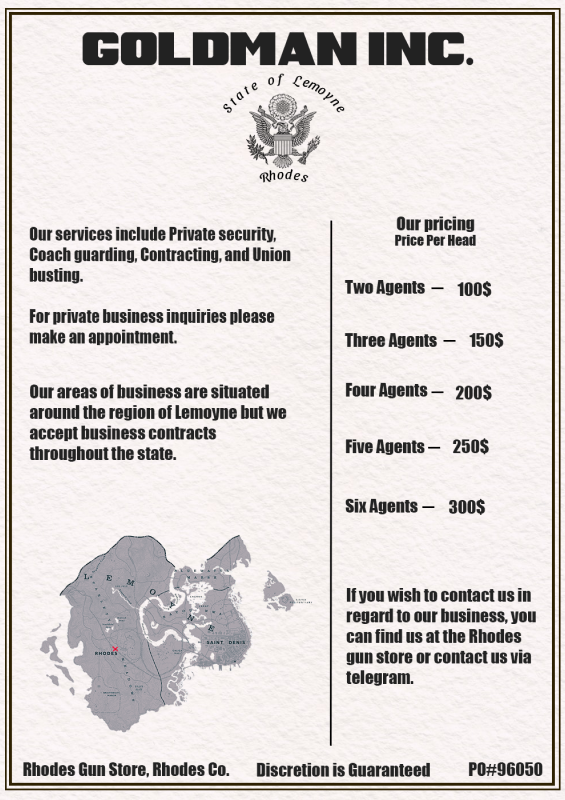 GOLDMAN INC.
State of Lemoyne
Rhodes
Our services include Private security,
Coach guarding, Contracting, and Union
busting.
For private business inquiries please
make an appointment.
Our areas of business are situated
around the region of Lemoyne but we
accept business contracts
throughout the state.
Our pricing
Price Per Head
Two Agents — 100$
Three Agents — 150$
Four Agents — 200$
Five Agents — 250$
Six Agents — 300$
If you wish to contact us in
regard to our business, you
can find us at the Rhodes
gun store or contact us via
telegram.
LEMOYNE
RHODES
SAINT DENIS
Rhodes Gun Store, Rhodes Co. Discretion is Guaranteed PO#96050